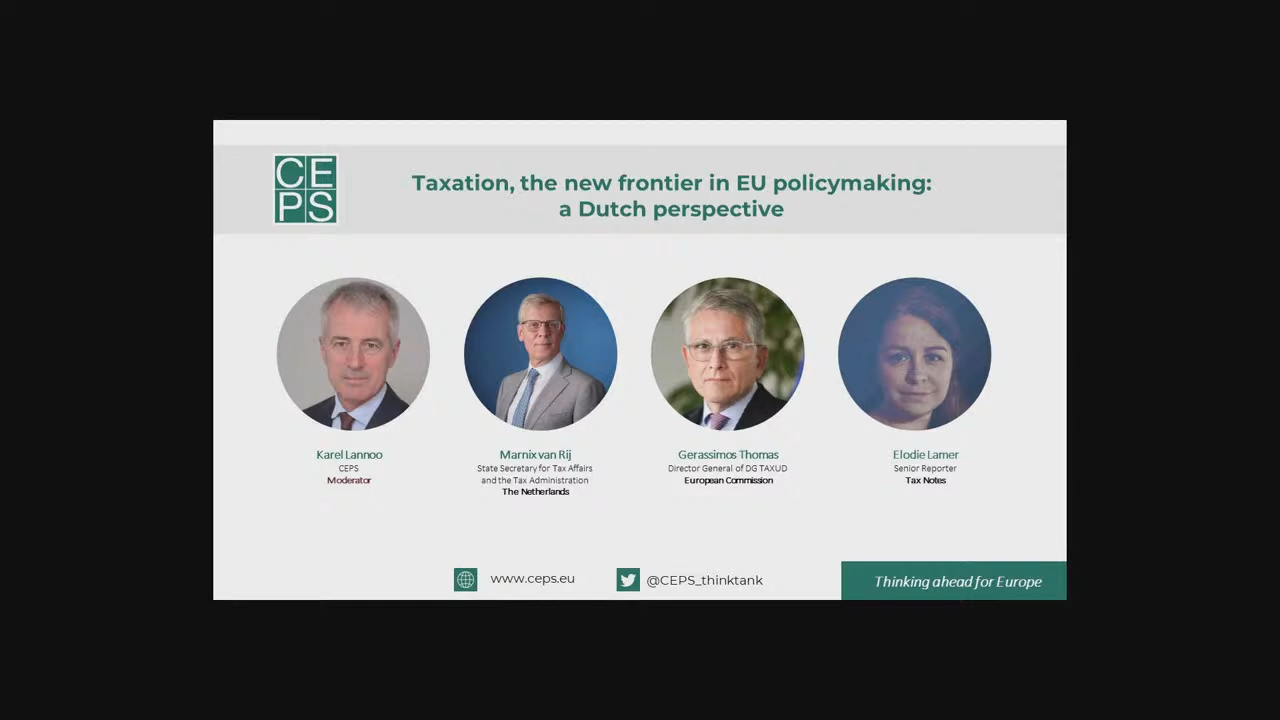 CE
PS
Taxation, the new frontier in EU policymaking:
a Dutch perspective
Karel Lannoo
CEPS
Moderator
Marnix van Rij
State Secretary for Tax Affairs
and the Tax Administration
The Netherlands
Gerassimos Thomas
Director General of DG TAXUD
European Commission
Elodie Lamer
Senior Reporter
Tax Notes
www.ceps.eu
@CEPS_thinktank
Thinking ahead for Europe